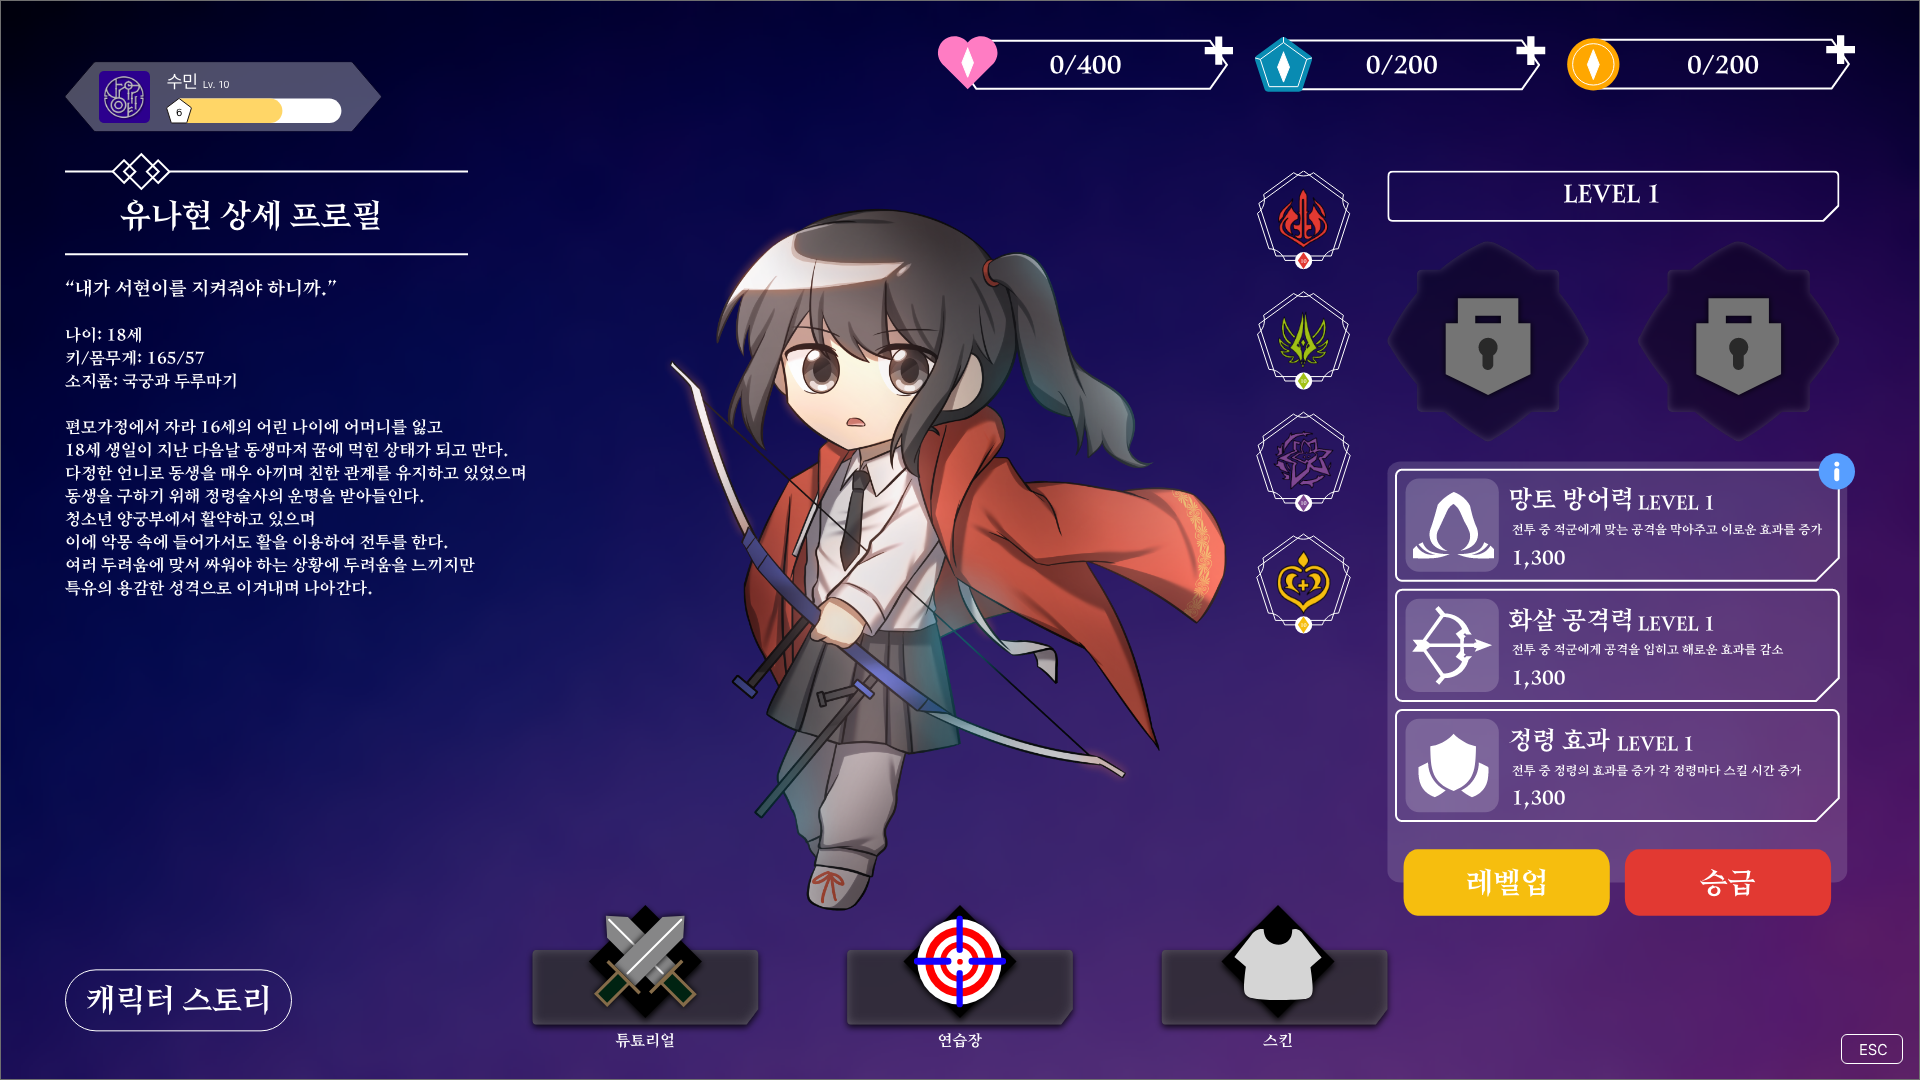 수민 Lv. 10
6
0/400
0/200
0/200
유나현 상세 프로필
“내가 서현이를 지켜줘야 하니까.”
나이: 18세
키/몸무게: 165/57
소지품: 국궁과 두루마기
편모가정에서 자라 16세의 어린 나이에 어머니를 잃고
18세 생일이 지난 다음날 동생마저 꿈에 먹힌 상태가 되고 만다.
다정한 언니로 동생을 매우 아끼며 친한 관계를 유지하고 있었으며
동생을 구하기 위해 정령술사의 운명을 받아들인다.
청소년 양궁부에서 활약하고 있으며
이에 악몽 속에 들어가서도 활을 이용하여 전투를 한다.
여러 두려움에 맞서 싸워야 하는 상황에 두려움을 느끼지만
특유의 용감한 성격으로 이겨내며 나아간다.
캐릭터 스토리
LEVEL 1
망토 방어력 LEVEL 1
전투 중 적군에게 맞는 공격을 막아주고 이로운 효과를 증가
1,300
화살 공격력 LEVEL 1
전투 중 적군에게 공격을 입히고 해로운 효과를 감소
1,300
정령 효과 LEVEL 1
전투 중 정령의 효과를 증가 각 정령마다 스킬 시간 증가
1,300
레벨업
승급
튜토리얼
연습장
스킨
ESC